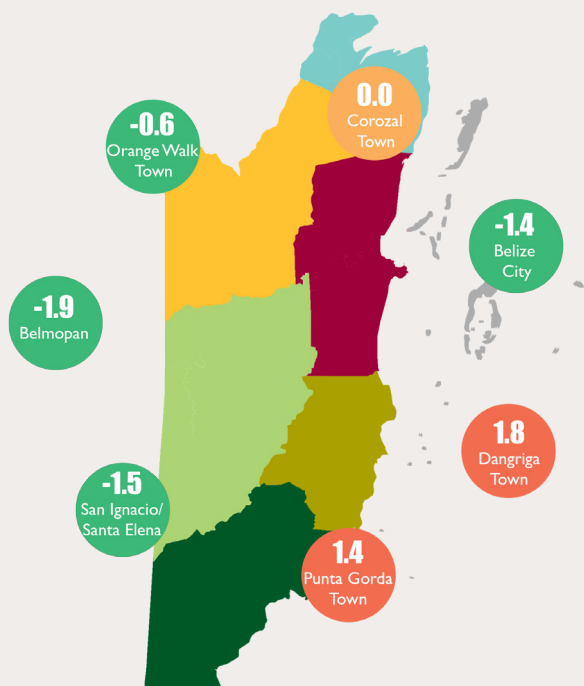 0.0
Corozal
Town
-0.6
Orange Walk
Town
-1.4
Belize
City
-1.9
Belmopan
1.8
Dangriga
Town
-1.5
San Ignacio/
Santa Elena
1.4
Punta Gorda
Town